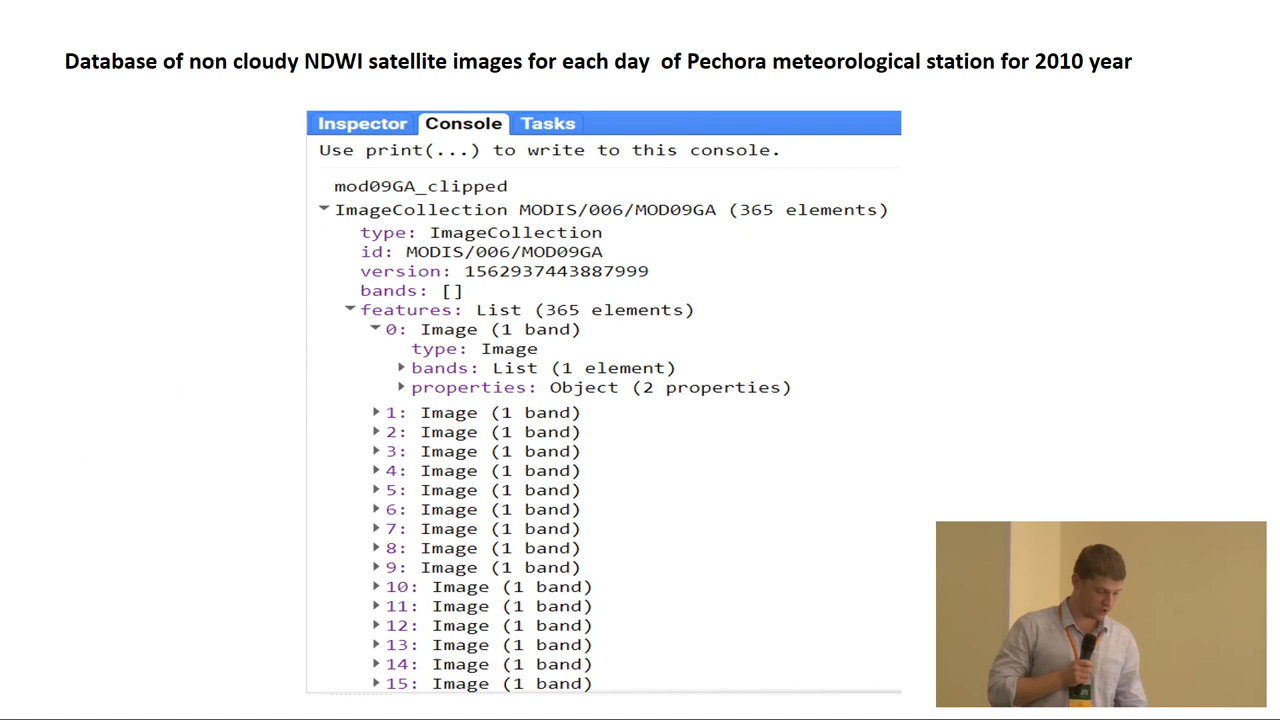 Database of non cloudy NDWI satellite images for each day of Pechora meteorological station for 2010 year
Inspector Console Tasks
Use print(...) to write to this console.
mod09GA_clipped
ImageCollection MODIS/006/MOD09GA (365 elements)
type: ImageCollection
id: MODIS/006/MOD09GA
version: 1562937443887999
bands: []
features: List (365 elements)
0: Image (1 band)
type: Image
bands: List (1 element)
properties: Object (2 properties)
1: Image (1 band)
2: Image (1 band)
3: Image (1 band)
4: Image (1 band)
5: Image (1 band)
6: Image (1 band)
7: Image (1 band)
8: Image (1 band)
9: Image (1 band)
10: Image (1 band)
11: Image (1 band)
12: Image (1 band)
13: Image (1 band)
14: Image (1 band)
15: Image (1 band)